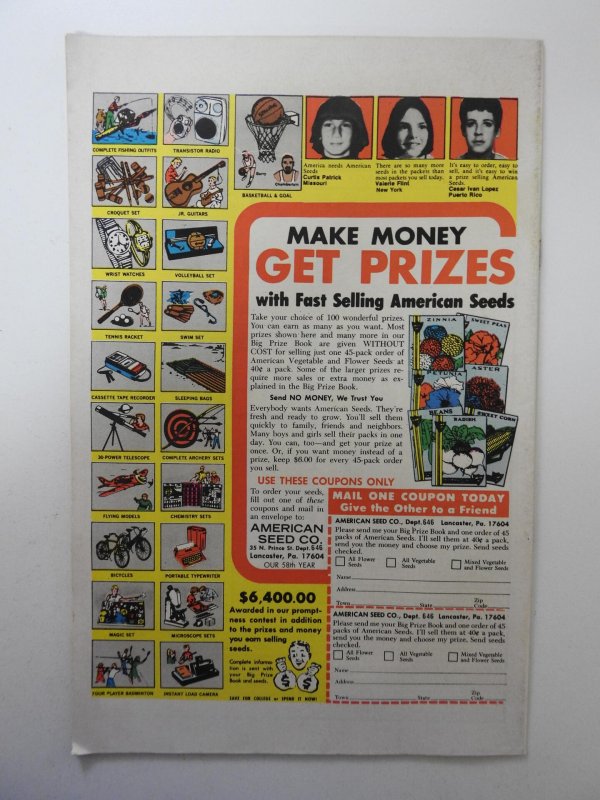 COMPLETE FISHING OUTFITS
TRANSISTOR RADIO
BASKETBALL & GOAL
Barry
Chamberlain
America needs American
Seeds
Curtis Patrick
Missouri
There are so many more
seeds in the packets than
most packets you sell today.
Valerie Flint
New York
It's easy to order, easy to
sell, and it's easy to win
a prize selling American
Seeds.
Cesar Ivan Lopez
Puerto Rico
CROQUET SET
JR. GUITARS
WRIST WATCHES
VOLLEYBALL SET
TENNIS RACKET
SWIM SET
CASSETTE TAPE RECORDER
SLEEPING BAGS
30-POWER TELESCOPE
COMPLETE ARCHERY SETS
FLYING MODELS
CHEMISTRY SETS
BICYCLES
PORTABLE TYPEWRITER
MAGIC SET
MICROSCOPE SETS
FOUR PLAYER BADMINTON
INSTANT LOAD CAMERA
MAKE MONEY
GET PRIZES
with Fast Selling American Seeds
Take your choice of 100 wonderful prizes.
You can earn as many as you want. Most
prizes shown here and many more in our
Big Prize Book are given WITHOUT
COST for selling just one 45-pack order of
American Vegetable and Flower Seeds at
40¢ a pack. Some of the larger prizes re-
quire more sales or extra money as ex-
plained in the Big Prize Book.
Send NO MONEY, We Trust You
Everybody wants American Seeds. They're
fresh and ready to grow. You'll sell them
quickly to family, friends and neighbors.
Many boys and girls sell their packs in one
day. You can, too—and get your prize at
once. Or, if you want money instead of a
prize, keep $6.00 for every 45-pack order
you sell.
ZINNIA
SWEET PEAS
PETUNIA
ASTER
BEANS
RADISH
SWEET CORN
USE THESE COUPONS ONLY
To order your seeds,
fill out one of these
coupons and mail in
an envelope to:
AMERICAN
SEED CO.
35 N. Prince St. Dept. 646
Lancaster, Pa. 17604
OUR 58th YEAR
MAIL ONE COUPON TODAY
Give the Other to a Friend
AMERICAN SEED CO., Dept. 646 Lancaster, Pa. 17604
Please send me your Big Prize Book and one order of 45
packs of American Seeds. I'll sell them at 40¢ a pack,
send you the money and choose my prize. Send seeds
checked.
All Flower
Seeds
All Vegetable
Seeds
Mixed Vegetable
and Flower Seeds
Name
Address
Town State Zip
Code
AMERICAN SEED CO., Dept. 646 Lancaster, Pa. 17604
Please send me your Big Prize Book and one order of 45
packs of American Seeds. I'll sell them at 40¢ a pack,
send you the money and choose my prize. Send seeds
checked.
All Flower
Seeds
All Vegetable
Seeds
Mixed Vegetable
and Flower Seeds
Name
Address
Town State Zip
Code
$6,400.00
Awarded in our prompt-
ness contest in addition
to the prizes and money
you earn selling
seeds.
Complete informa-
tion is sent with
your Big Prize
Book and seeds.
$ $
SAVE FOR COLLEGE or SPEND IT NOW!